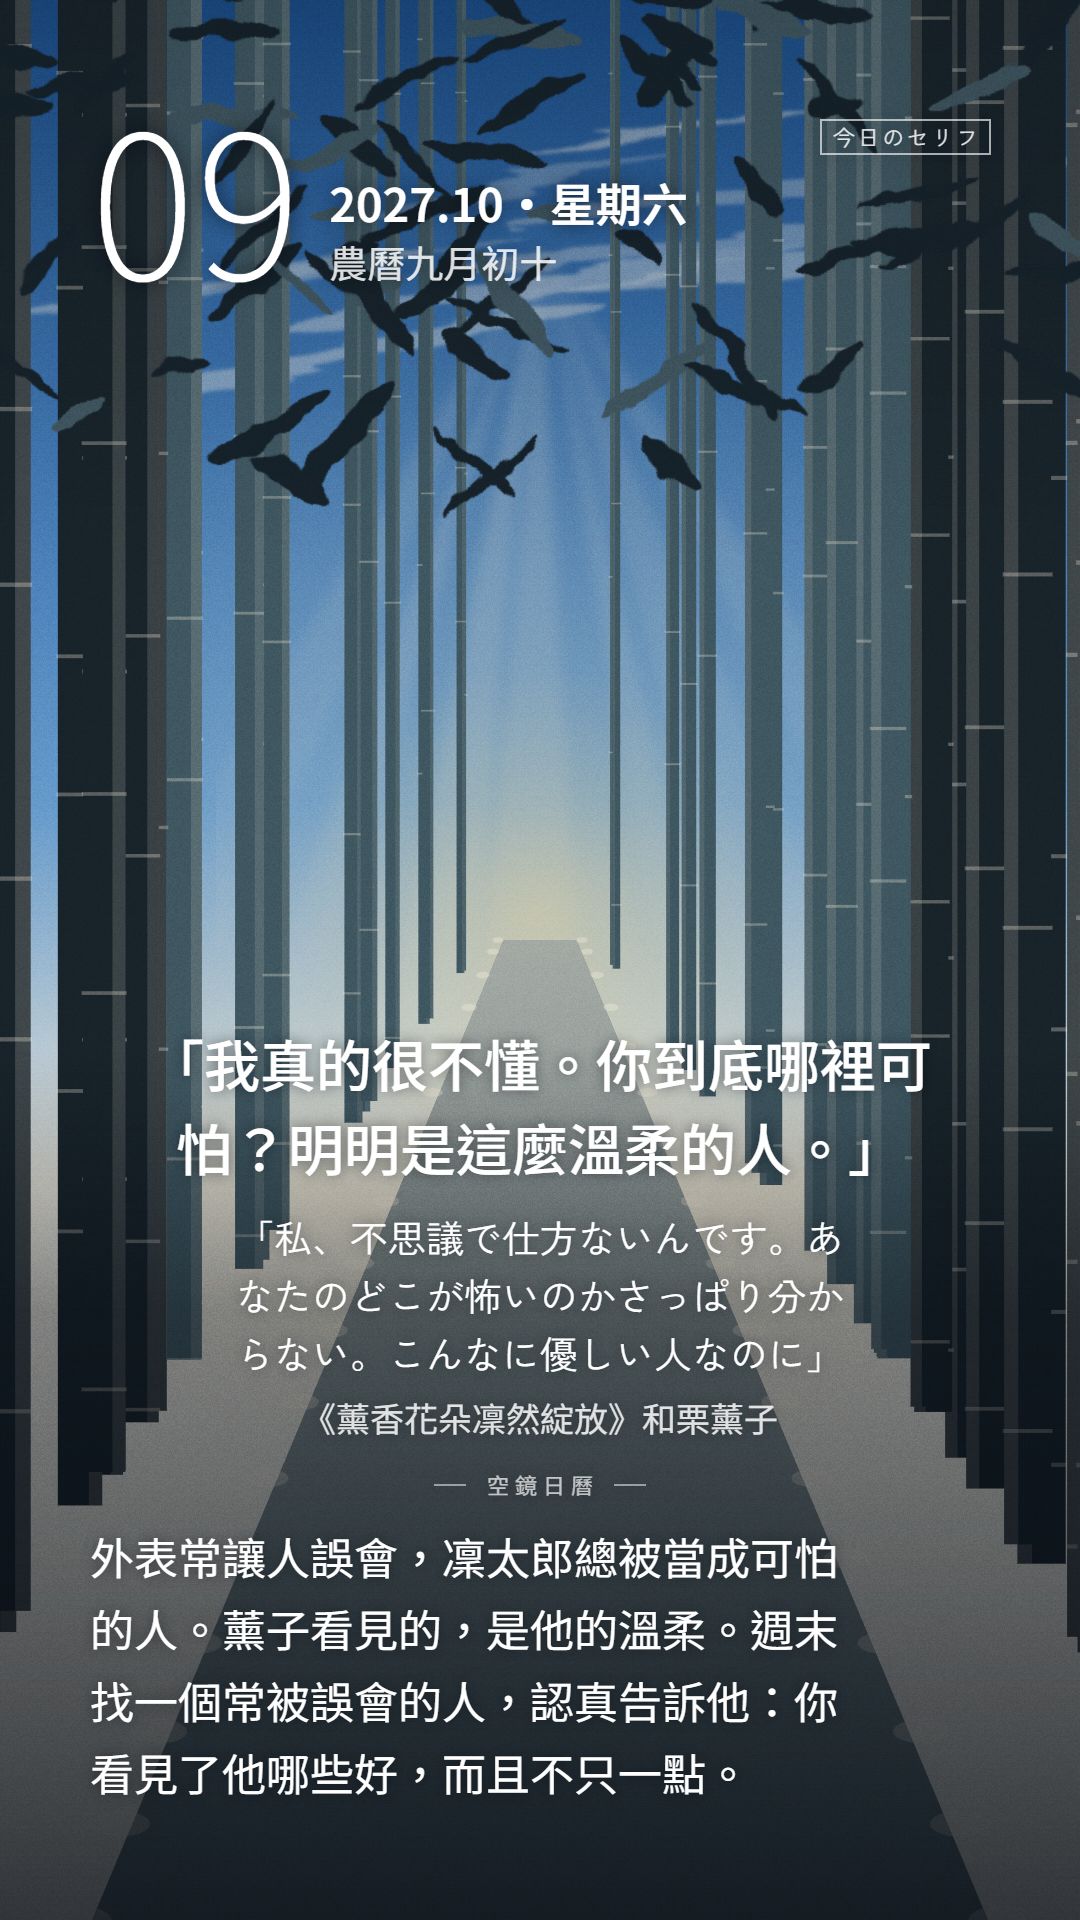 今日のセリフ
09
2027.10·星期六
農曆九月初十
「我真的很不懂。你到底哪裡可
怕？明明是這麼溫柔的人。」
「私、不思議で仕方ないんです。あ
なたのどこが怖いのかさっぱり分か
らない。こんなに優しい人なのに」
《薰香花朵凜然綻放》和栗薰子
— 空鏡日曆 —
外表常讓人誤會，凜太郎總被當成可怕
的人。薰子看見的，是他的溫柔。週末
找一個常被誤會的人，認真告訴他：你
看見了他哪些好，而且不只一點。